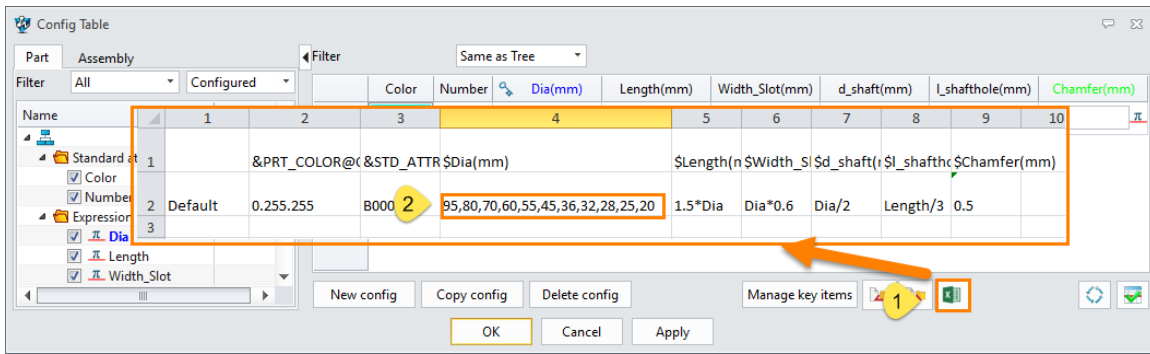 Config Table
Part Assembly Filter Same as Tree
Filter All Configured Color Number Dia(mm) Length(mm) Width_Slot(mm) d_shaft(mm) l_shafthole(mm) Chamfer(mm)
Name
1 2 3 4 5 6 7 8 9 10
Standard at 1 &PRT_COLOR@ &STD_ATTR $Dia(mm) $Length(n $Width_Sl $d_shaft(r $l_shafthc $Chamfer(mm)
Color
Number 2 Default 0.255.255 B000 2 95,80,70,60,55,45,36,32,28,25,20 1.5*Dia Dia*0.6 Dia/2 Length/3 0.5
Expression 3
π Dia
π Length
π Width_Slot
New config Copy config Delete config Manage key items 1
OK Cancel Apply